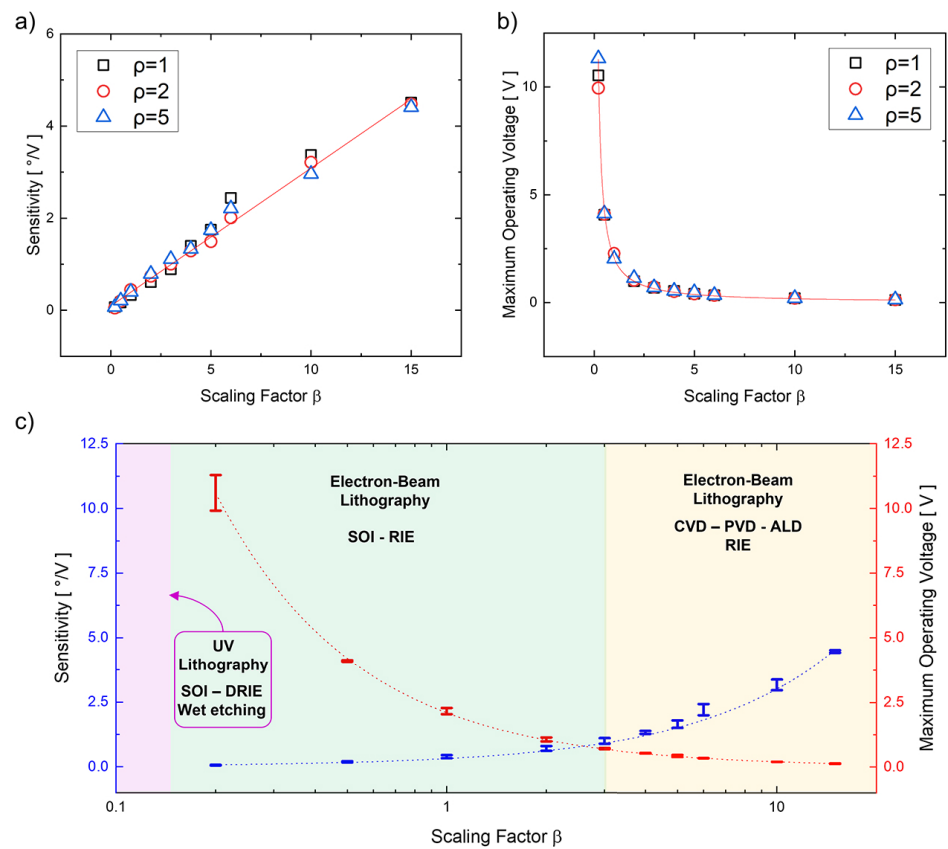 a)
b)
6
4
2
0
Sensitivity [ °/V ]
ρ=1
ρ=2
ρ=5
0
5
10
15
Scaling Factor β
10
5
0
Maximum Operating Voltage [ V ]
ρ=1
ρ=2
ρ=5
0
5
10
15
Scaling Factor β
c)
12.5
10.0
7.5
5.0
2.5
0.0
Sensitivity [ °/V ]
Electron-Beam
Lithography
SOI - RIE
Electron-Beam
Lithography
CVD – PVD - ALD
RIE
UV
Lithography
SOI – DRIE
Wet etching
12.5
10.0
7.5
5.0
2.5
0.0
Maximum Operating Voltage [ V ]
0.1
1
10
Scaling Factor β